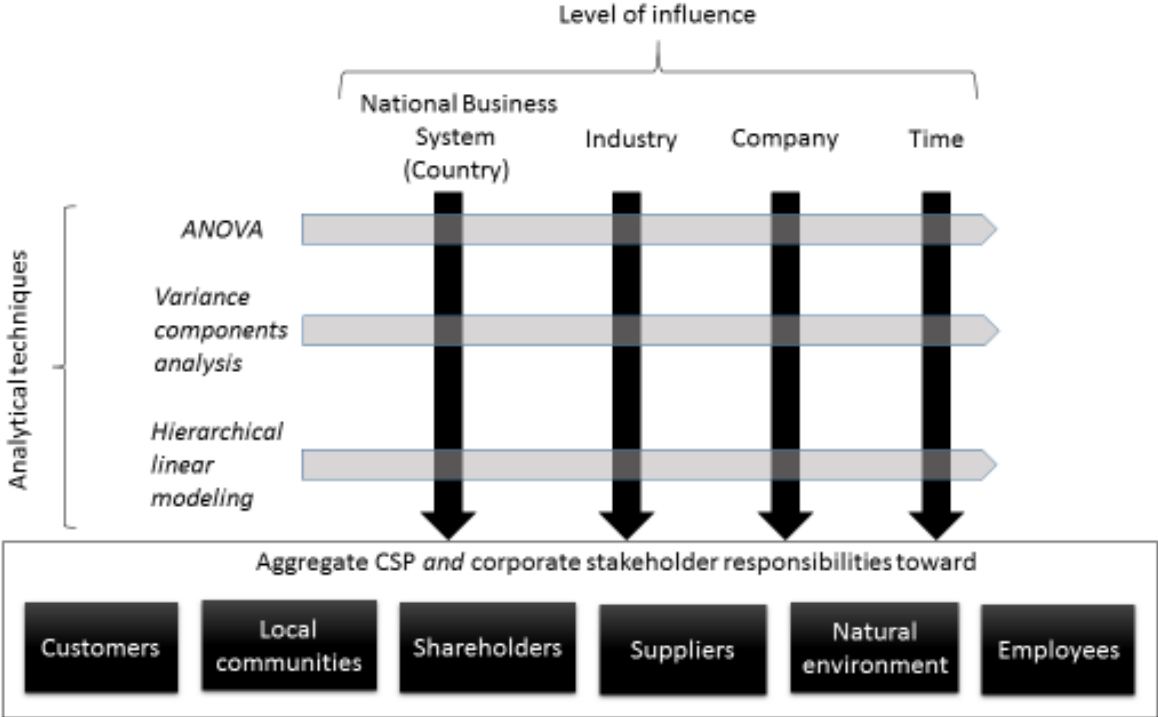 Level of influence
National Business
System
(Country)
Industry
Company
Time
Analytical techniques
ANOVA
Variance
components
analysis
Hierarchical
linear
modeling
Aggregate CSP and corporate stakeholder responsibilities toward
Customers
Local
communities
Shareholders
Suppliers
Natural
environment
Employees